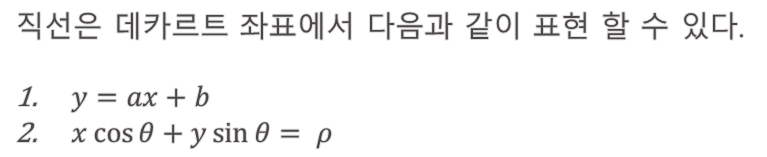 직선은 데카르트 좌표에서 다음과 같이 표현 할 수 있다.
1. y = ax + b
2. x cos θ + y sin θ = ρ